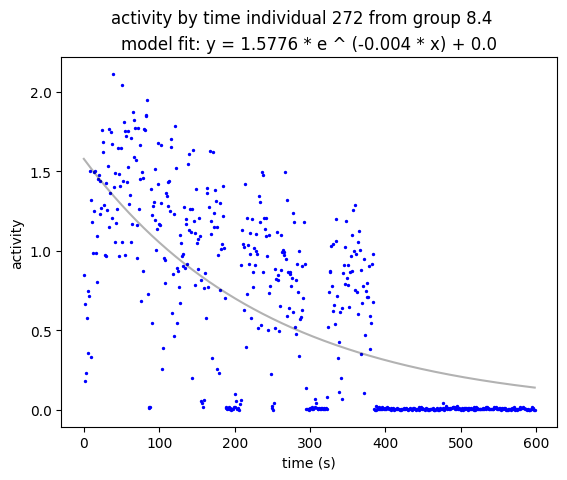 activity by time individual 272 from group 8.4
model fit: y = 1.5776 * e ^ (-0.004 * x) + 0.0
2.0
1.5
1.0
0.5
0.0
activity
0 100 200 300 400 500 600
time (s)